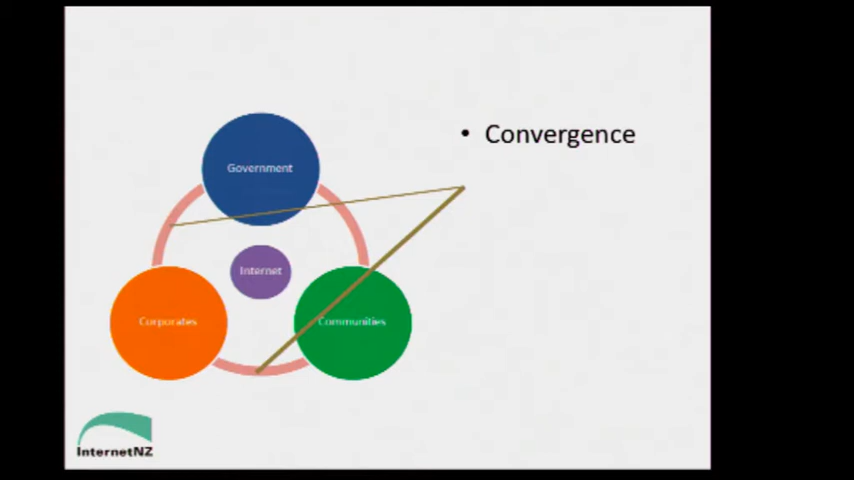 Government
• Convergence
Internet
Corporates
Communities
InternetNZ